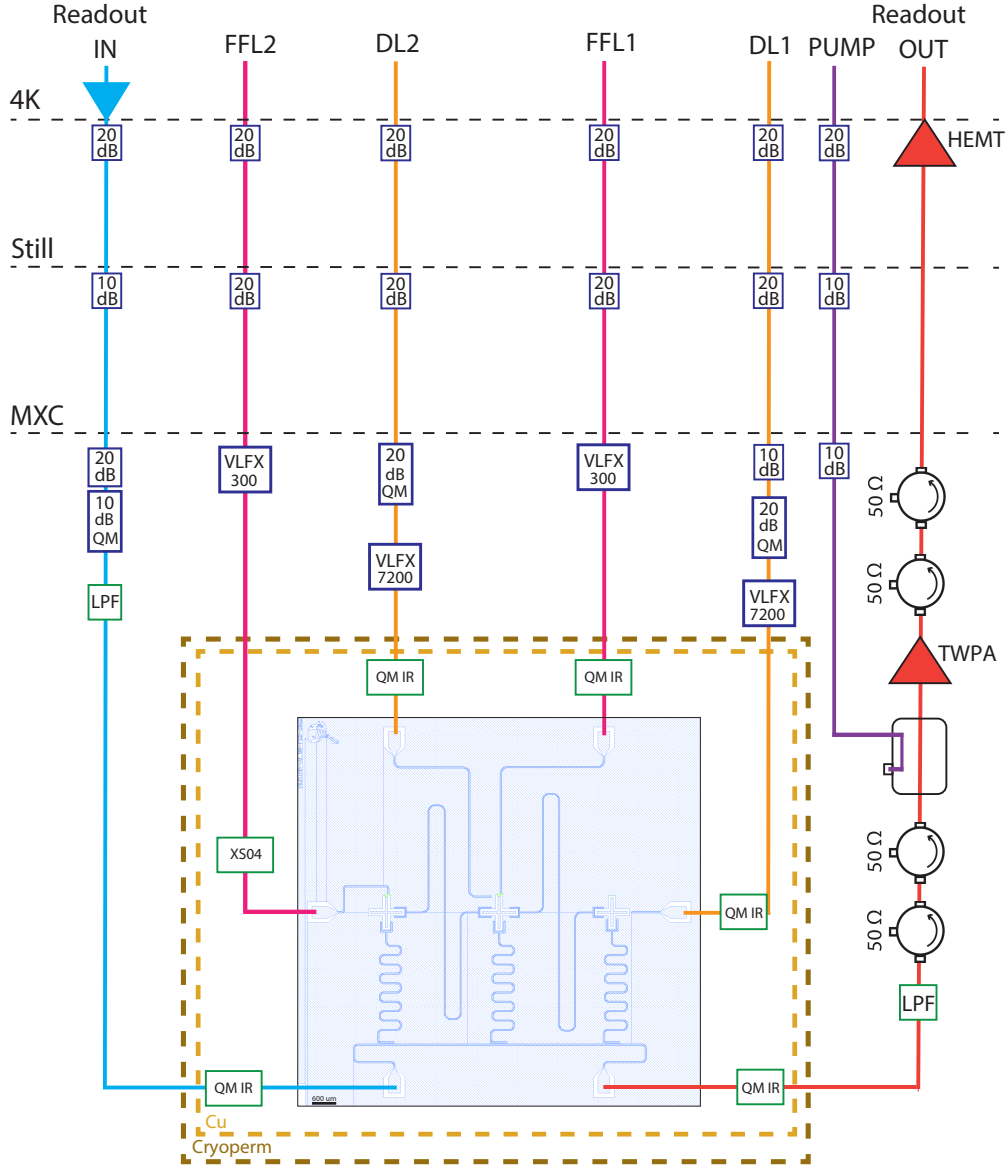 Readout
IN
FFL2
DL2
FFL1
DL1
PUMP
Readout
OUT
4K
20
dB
20
dB
20
dB
20
dB
20
dB
20
dB
HEMT
Still
10
dB
20
dB
20
dB
20
dB
20
dB
10
dB
MXC
20
dB
10
dB
QM
LPF
VLFX
300
20
dB
QM
VLFX
7200
VLFX
300
10
dB
20
dB
QM
VLFX
7200
10
dB
50 Ω
50 Ω
TWPA
QM IR
QM IR
XS04
QM IR
50 Ω
50 Ω
LPF
QM IR
QM IR
600 um
Cu
Cryoperm